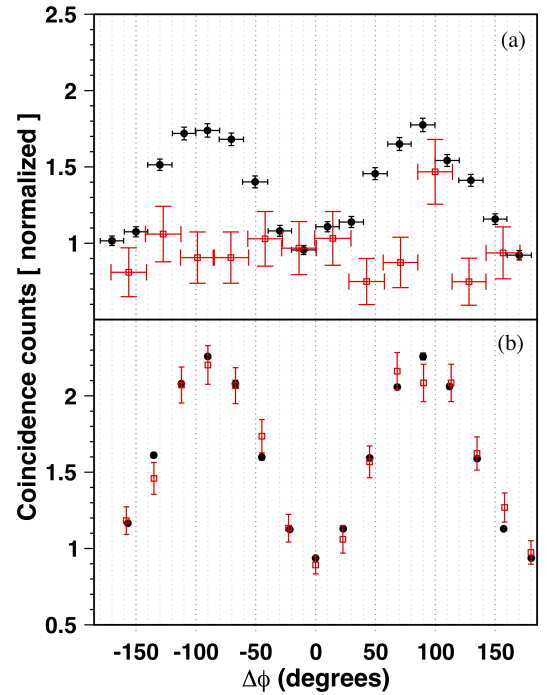 (a)
2.5
2
1.5
1
Coincidence counts [ normalized ]
(b)
2
1.5
1
0.5
-150 -100 -50 0 50 100 150
Δϕ (degrees)